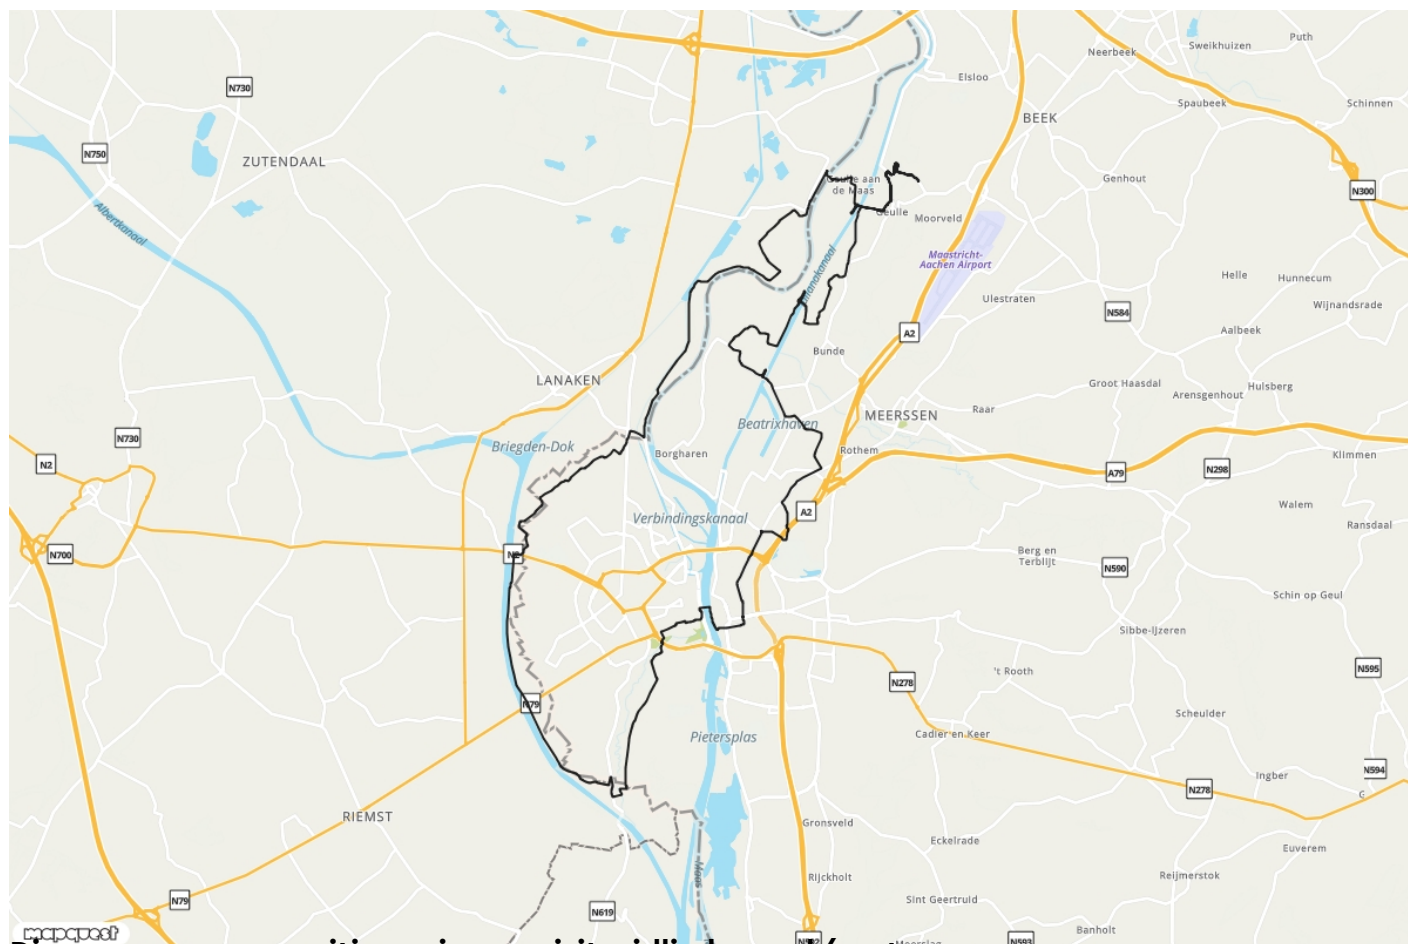 Puth
Sweikhuizen
Neerbeek
Elsloo
N730
Spaubeek
Schinnen
BEEK
N750
ZUTENDAAL
Genhout
Geulle aan
de Maas
N300
Geulle
Moorveld
Albertkanaal
Maastricht-
Aachen Airport
Julianakanaal
Helle
Hunnecum
Ulestraten
Wijnandsrade
N584
A2
Aalbeek
Bunde
LANAKEN
Groot Haasdal
Hulsberg
Arensgenhout
Raar
MEERSSEN
Beatrixhaven
N730
Briegden-Dok
Borgharen
Rothem
Klimmen
N2
A79
N298
Walem
A2
Verbindingskanaal
Ransdaal
N700
N2
Berg en
Terblijt
N590
Schin op Geul
Sibbe-IJzeren
't Rooth
N595
N278
N79
Scheulder
Cadier en Keer
Pietersplas
N594
Ingber
N278
G
RIEMST
Gronsveld
Eckelrade
Euverem
Maas
Rijckholt
Reijmerstok
N79
Sint Geertruid
N619
Banholt
mapquest
N593